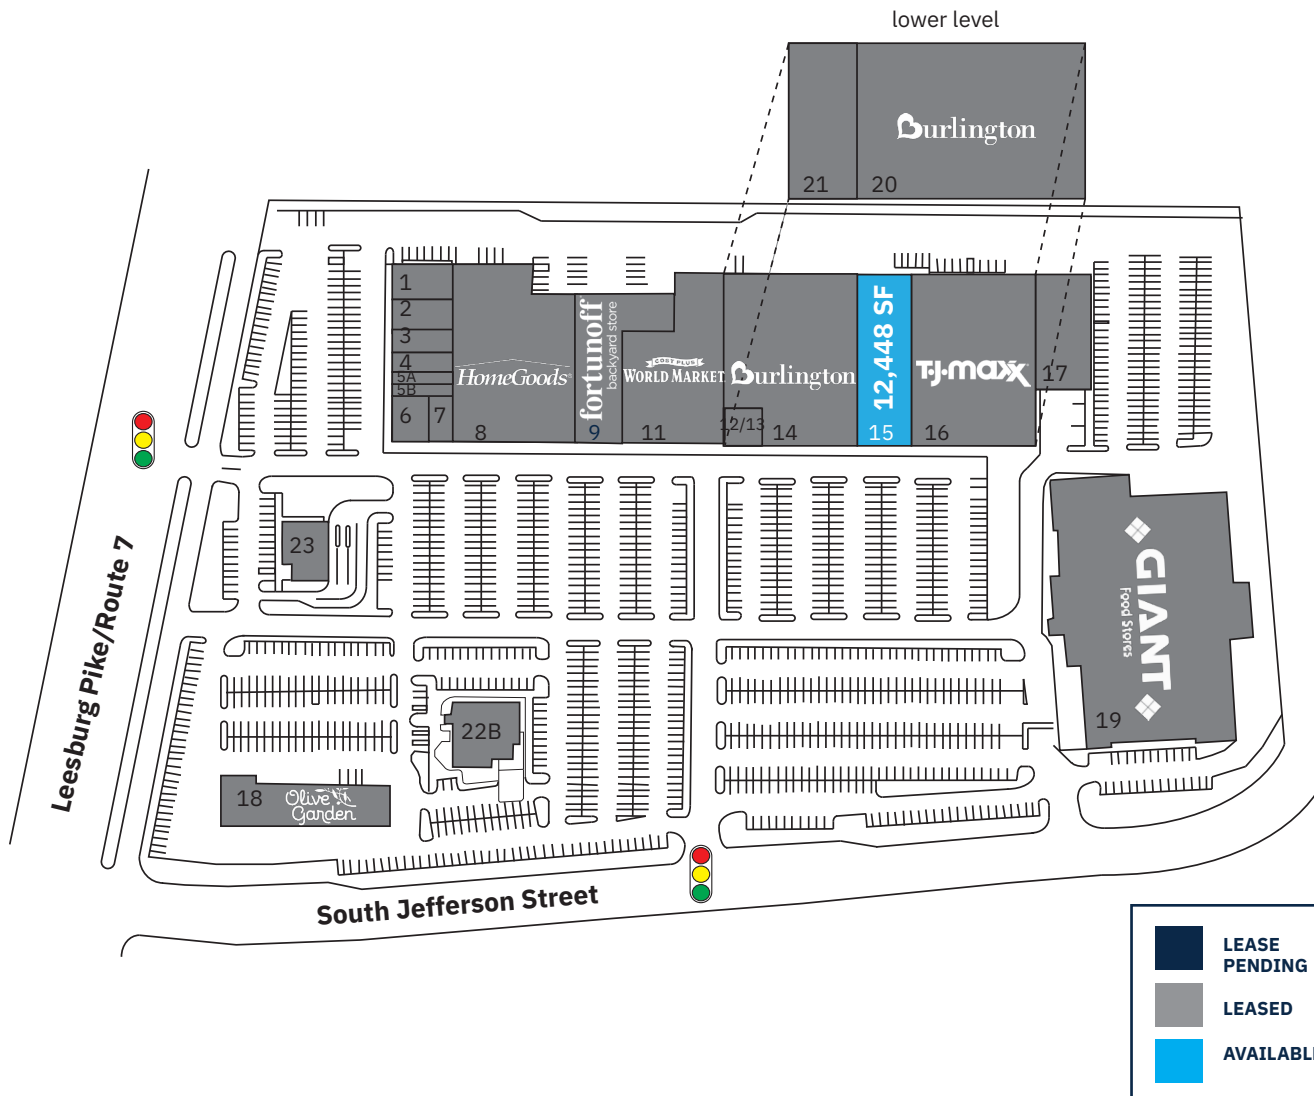 lower level
Burlington
21
20
1
2
3
4
5A
5B
6
7
HomeGoods
8
fortunoff
backyard store
9
COST PLUS
WORLD MARKET
11
12/13
Burlington
14
12,448 SF
15
T·J·maxx
16
17
23
22B
18
Olive
Garden
GIANT
Food Stores
19
Leesburg Pike/Route 7
South Jefferson Street
LEASE
PENDING
LEASED
AVAILABL